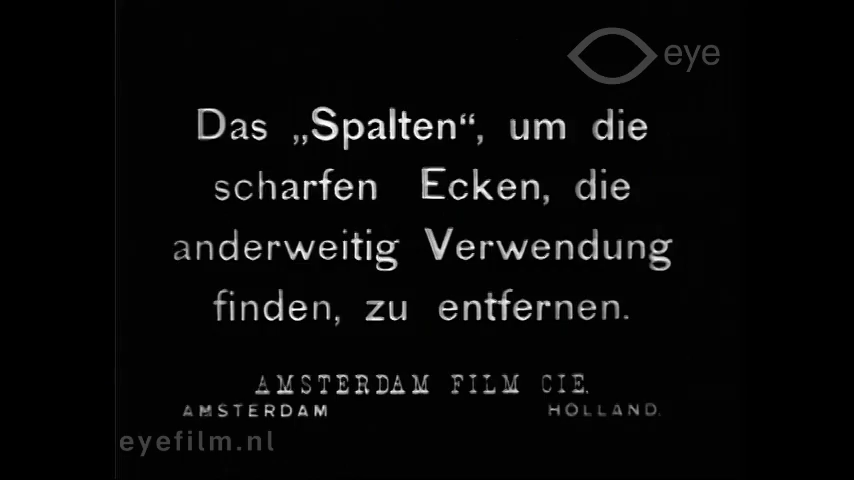 eye
Das „Spalten“, um die
scharfen Ecken, die
anderweitig Verwendung
finden, zu entfernen.
AMSTERDAM FILM CIE.
AMSTERDAM HOLLAND.
eyefilm.nl